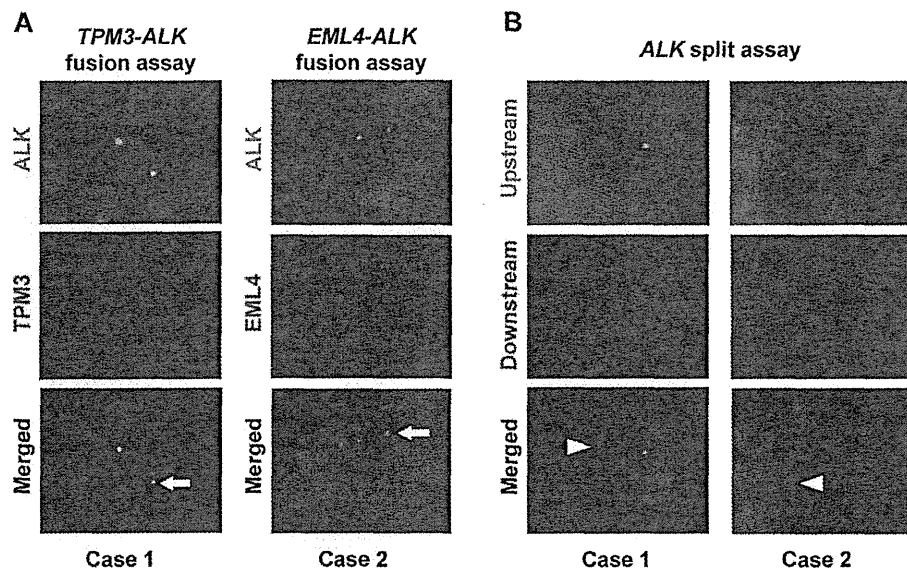 A
TPM3-ALK
fusion assay
EML4-ALK
fusion assay
ALK
TPM3
Merged
Case 1
ALK
EML4
Merged
Case 2
B
ALK split assay
Upstream
Downstream
Merged
Case 1
Case 2